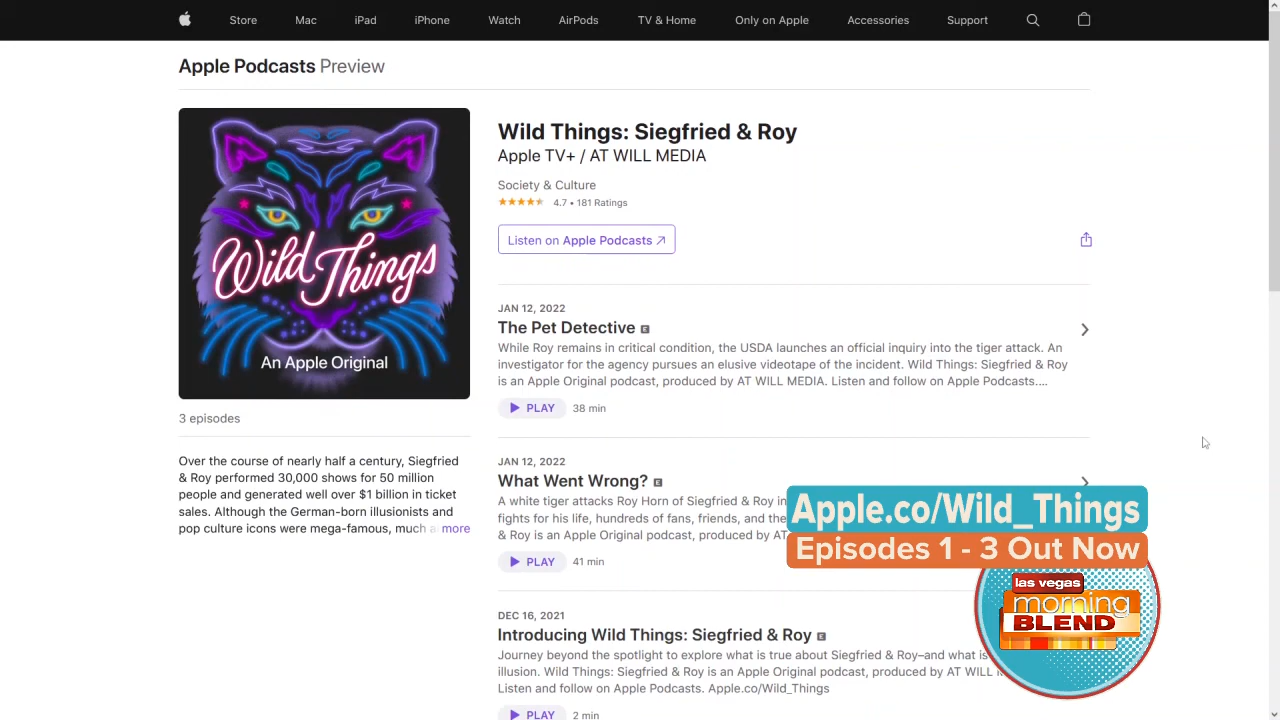 Store Mac iPad iPhone Watch AirPods TV & Home Only on Apple Accessories Support
Apple Podcasts Preview
Wild Things
An Apple Original
3 episodes
Over the course of nearly half a century, Siegfried
& Roy performed 30,000 shows for 50 million
people and generated well over $1 billion in ticket
sales. Although the German-born illusionists and
pop culture icons were mega-famous, much more
Wild Things: Siegfried & Roy
Apple TV+ / AT WILL MEDIA
Society & Culture
4.7 • 181 Ratings
Listen on Apple Podcasts ↗
JAN 12, 2022
The Pet Detective E
While Roy remains in critical condition, the USDA launches an official inquiry into the tiger attack. An
investigator for the agency pursues an elusive videotape of the incident. Wild Things: Siegfried & Roy
is an Apple Original podcast, produced by AT WILL MEDIA. Listen and follow on Apple Podcasts....
PLAY 38 min
JAN 12, 2022
What Went Wrong? E
A white tiger attacks Roy Horn of Siegfried & Roy in
fights for his life, hundreds of fans, friends, and the
& Roy is an Apple Original podcast, produced by AT
PLAY 41 min
DEC 16, 2021
Introducing Wild Things: Siegfried & Roy E
Journey beyond the spotlight to explore what is true about Siegfried & Roy–and what is
illusion. Wild Things: Siegfried & Roy is an Apple Original podcast, produced by AT WILL
Listen and follow on Apple Podcasts. Apple.co/Wild_Things
PLAY 2 min
Apple.co/Wild_Things
Episodes 1 - 3 Out Now
las vegas
morning
BLEND